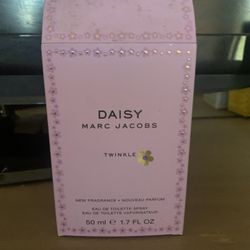 DAISY
MARC JACOBS
TWINKLE
NEW FRAGRANCE • NOUVEAU PARFUM
EAU DE TOILETTE SPRAY
EAU DE TOILETTE VAPORISATEUR
50 ml ℮ 1.7 FL OZ